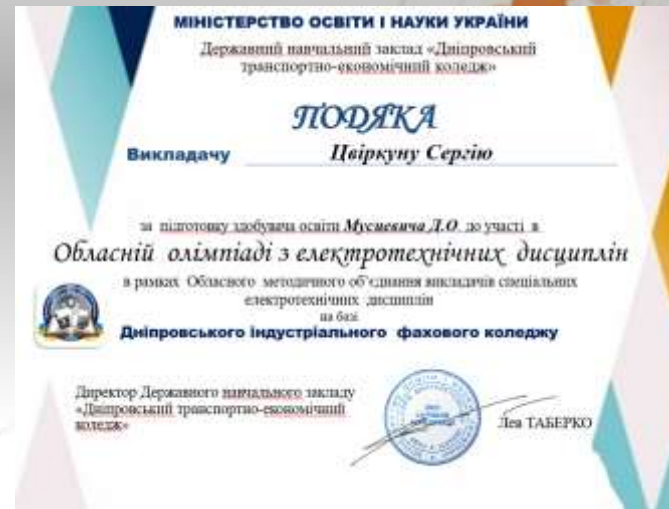 МІНІСТЕРСТВО ОСВІТИ І НАУКИ УКРАЇНИ
Державний навчальний заклад «Дніпровський
транспортно-економічний коледж»
ПОДЯКА
Викладачу Цвіркуну Сергію
за підготовку здобувача освіти Мусиевича Д.О. до участі в
Обласній олімпіаді з електротехнічних дисциплін
в рамках Обласного методичного об'єднання викладачів спеціальних
електротехнічних дисциплін
на базі
Дніпровського індустріального фахового коледжу
Директор Державного навчального закладу
«Дніпровський транспортно-економічний
коледж»
Лев ТАБЕРКО